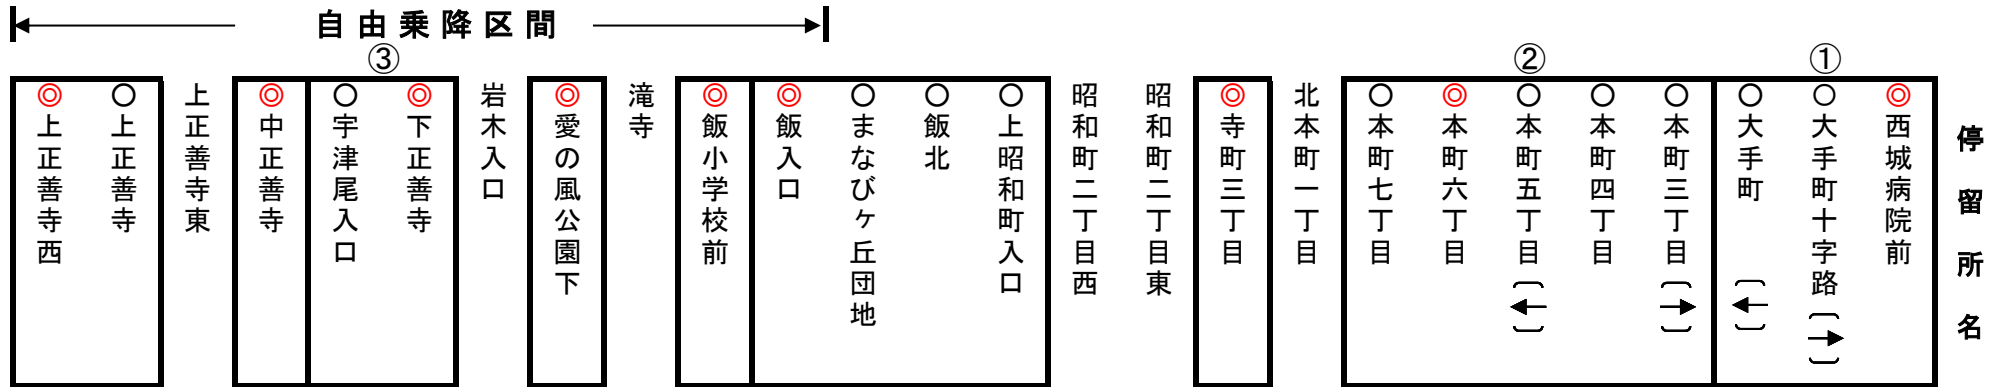 自由乗降区間
③
②
①
停留所名
◎西城病院前
○大手町十字路(→)
○大手町(←)
○本町三丁目(→)
○本町四丁目
○本町五丁目(←)
◎本町六丁目
○本町七丁目
北本町一丁目
◎寺町三丁目
昭和町二丁目東
昭和町二丁目西
○上昭和町入口
○飯北
○まなびヶ丘団地
◎飯入口
◎飯小学校前
滝寺
◎愛の風公園下
岩木入口
◎下正善寺
○宇津尾入口
◎中正善寺
上正善寺東
○上正善寺
◎上正善寺西